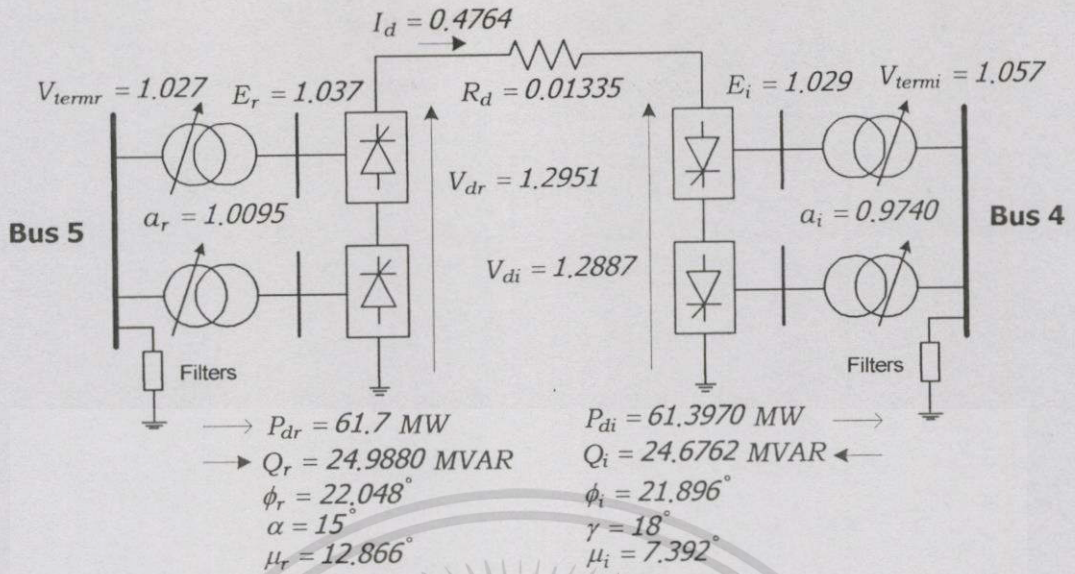 I_d = 0.4764
V_termr = 1.027
E_r = 1.037
R_d = 0.01335
E_i = 1.029
V_termi = 1.057
V_dr = 1.2951
a_r = 1.0095
a_i = 0.9740
Bus 5
Bus 4
V_di = 1.2887
Filters
Filters
P_dr = 61.7 MW
P_di = 61.3970 MW
Q_r = 24.9880 MVAR
Q_i = 24.6762 MVAR
ϕ_r = 22.048°
ϕ_i = 21.896°
α = 15°
γ = 18°
μ_r = 12.866°
μ_i = 7.392°